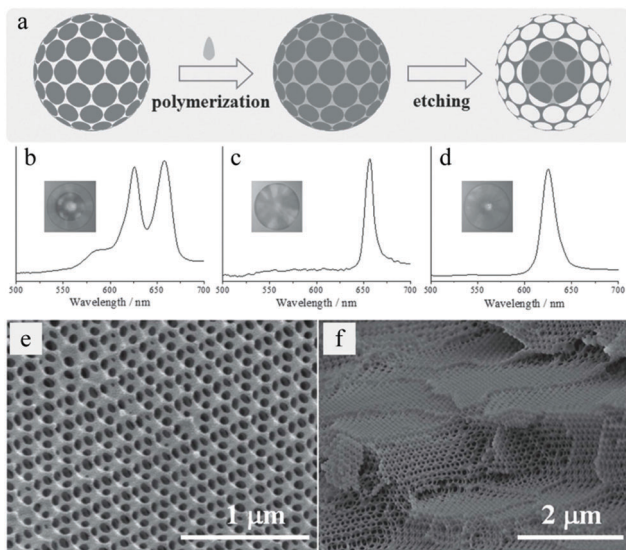 a
polymerization
etching
b
c
d
500 550 600 650 700
500 550 600 650 700
500 550 600 650 700
Wavelength / nm
Wavelength / nm
Wavelength / nm
e
f
1 μm
2 μm